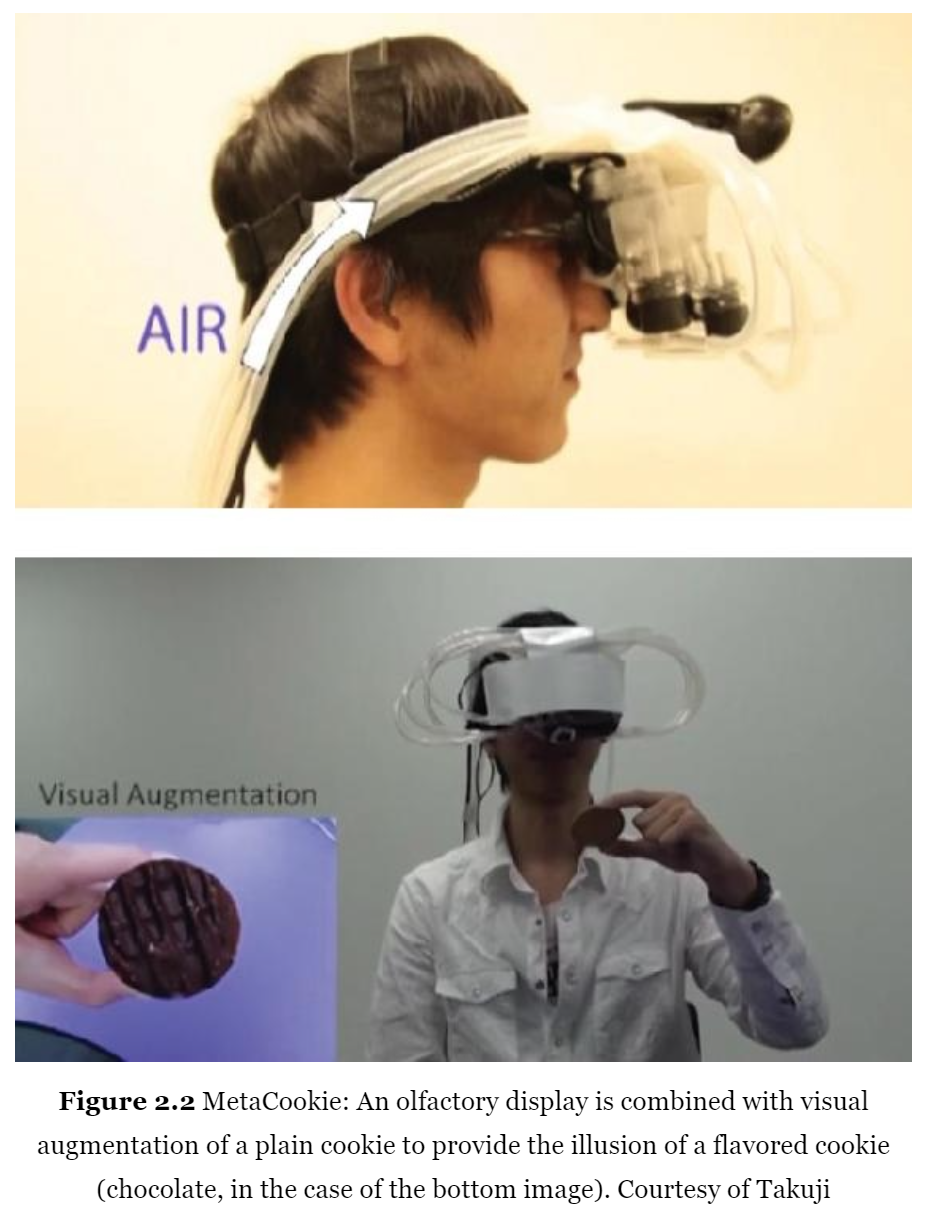 AIR
Visual Augmentation
Figure 2.2 MetaCookie: An olfactory display is combined with visual
augmentation of a plain cookie to provide the illusion of a flavored cookie
(chocolate, in the case of the bottom image). Courtesy of Takuji